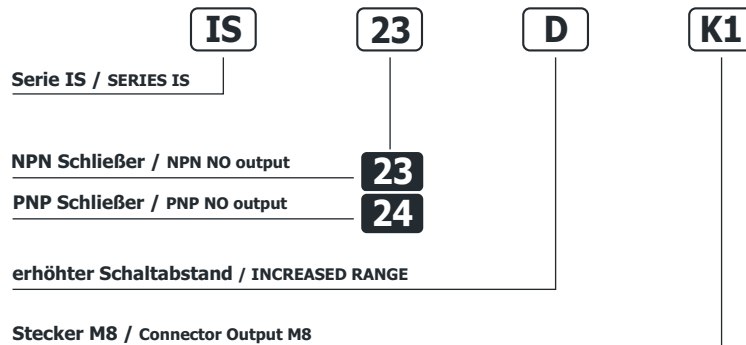 IS 23 D K1
Serie IS / SERIES IS
NPN Schließer / NPN NO output 23
PNP Schließer / PNP NO output 24
erhöhter Schaltabstand / INCREASED RANGE
Stecker M8 / Connector Output M8